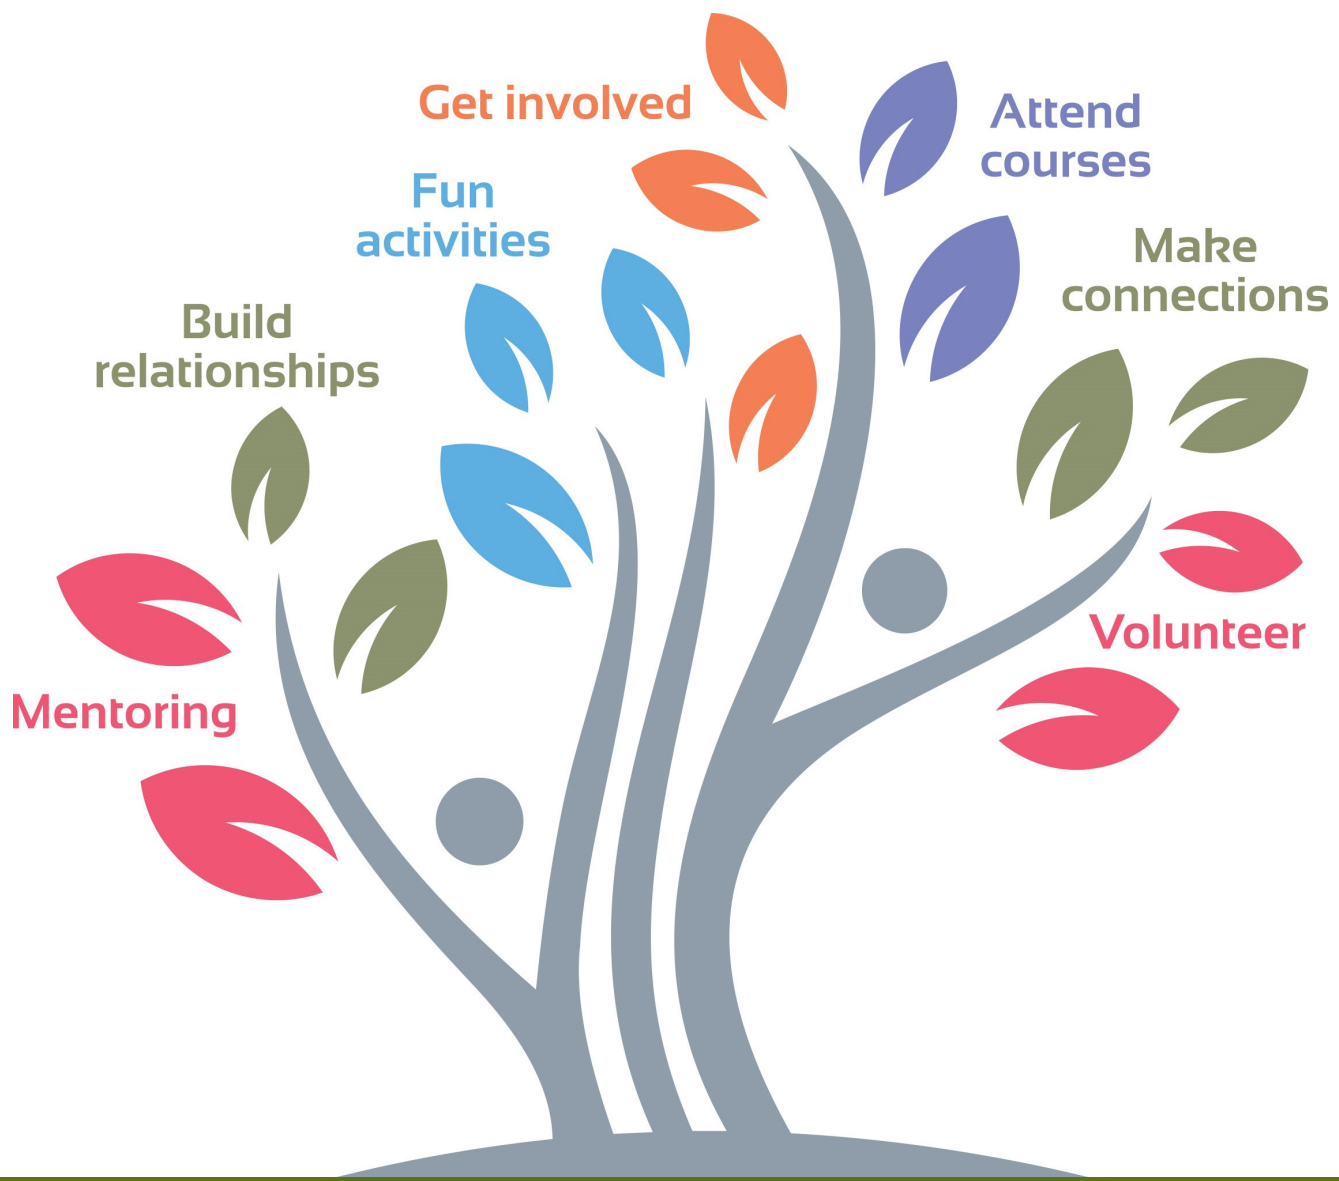 Get involved
Attend
courses
Fun
activities
Make
connections
Build
relationships
Volunteer
Mentoring